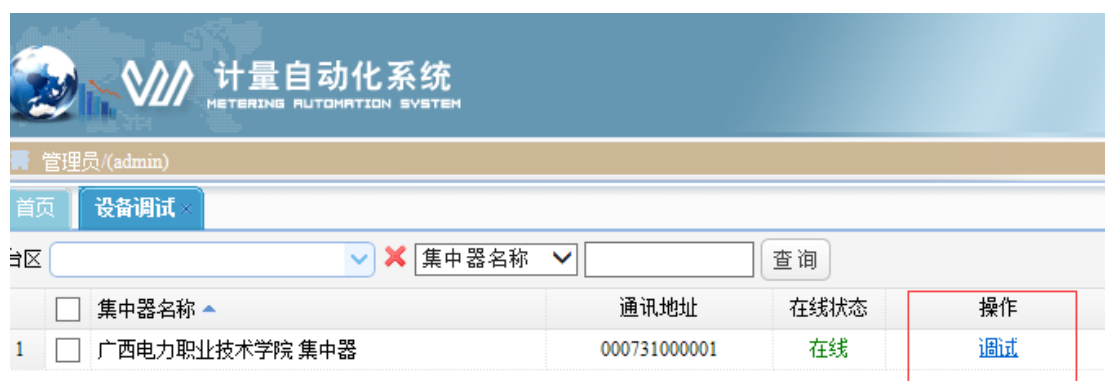 计量自动化系统
METERING AUTOMATION SYSTEM
管理员/(admin)
首页 设备调试 ×
台区 集中器名称 查询
集中器名称 通讯地址 在线状态 操作
1 广西电力职业技术学院 集中器 000731000001 在线 调试